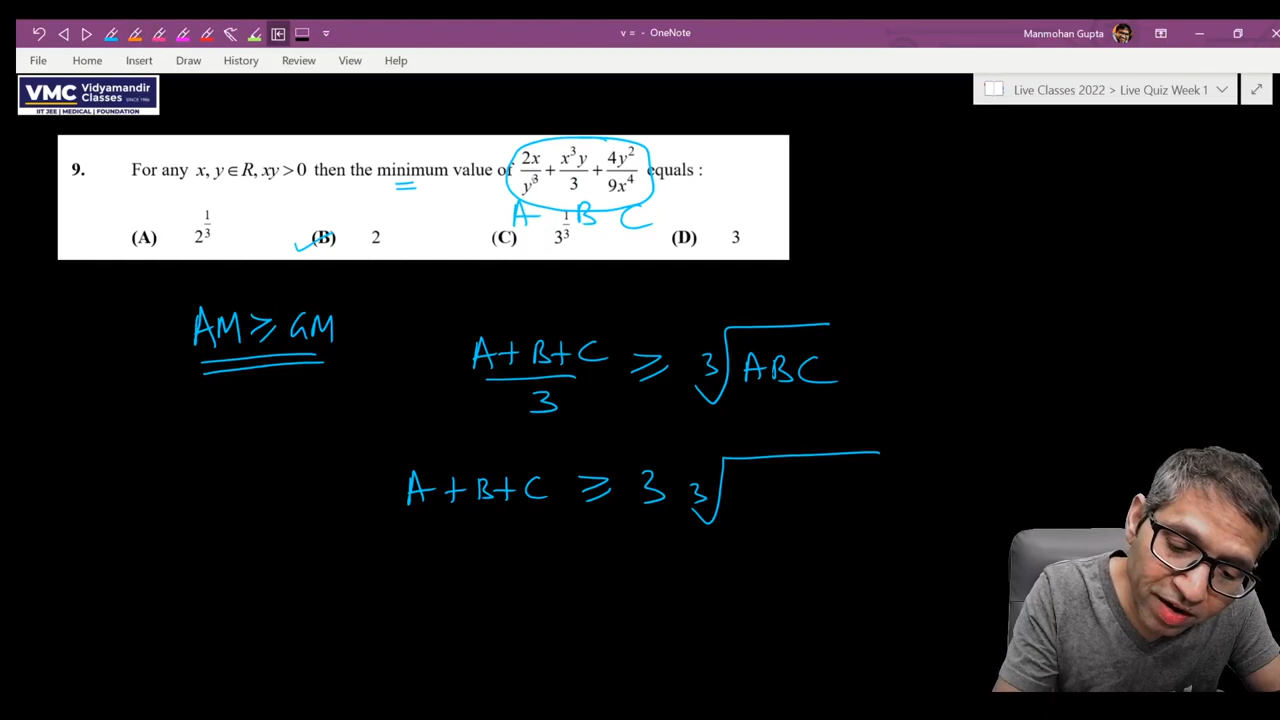 v = - OneNote
Manmohan Gupta
File Home Insert Draw History Review View Help
VMC Vidyamandir Classes SINCE 1986
IIT JEE | MEDICAL | FOUNDATION
Live Classes 2022 > Live Quiz Week 1
9. For any x, y ∈ R, xy > 0 then the minimum value of 2x/y³ + x³y/3 + 4y²/9x⁴ equals :
A B C
(A) 2^(1/3) (B) 2 (C) 3^(1/3) (D) 3
AM ≥ GM
(A + B + C)/3 ≥ ∛ABC
A + B + C ≥ 3 ∛